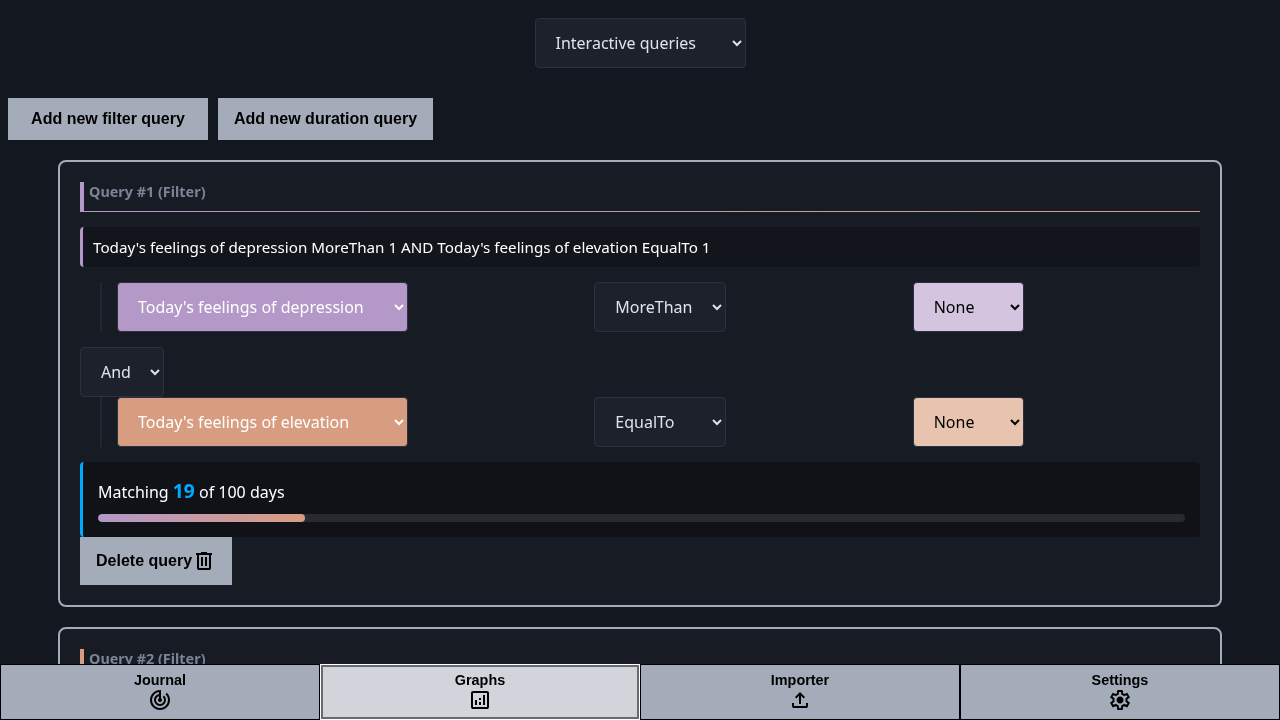 Interactive queries
Add new filter query Add new duration query
Query #1 (Filter)
Today's feelings of depression MoreThan 1 AND Today's feelings of elevation EqualTo 1
Today's feelings of depression MoreThan None
And
Today's feelings of elevation EqualTo None
Matching 19 of 100 days
Delete query
Query #2 (Filter)
Journal Graphs Importer Settings